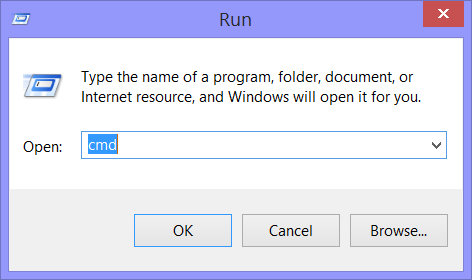 Run
Type the name of a program, folder, document, or
Internet resource, and Windows will open it for you.
Open: cmd
OK Cancel Browse...